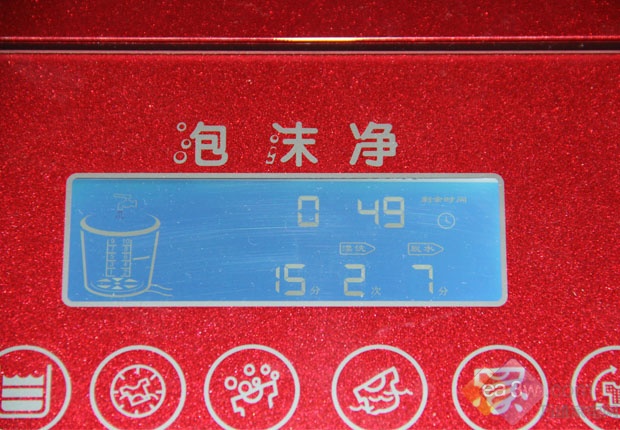 泡沫净
0 49 剩余时间
漂洗 脱水
15分 2次 7分